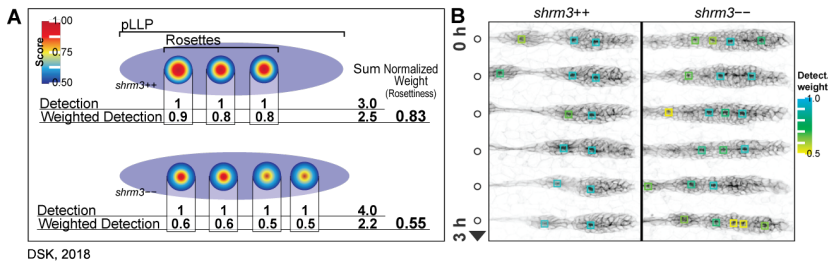 A
pLLP
Rosettes
Score
1.00
0.75
0.50
shrm3++
Sum
Normalized
Weight
(Rosettiness)
Detection 1 1 1 3.0
Weighted Detection 0.9 0.8 0.8 2.5 0.83
shrm3−−
Detection 1 1 1 1 4.0
Weighted Detection 0.6 0.6 0.5 0.5 2.2 0.55
DSK, 2018
B
shrm3++ shrm3−−
0 h
3 h
Detect.
weight
1.0
0.5